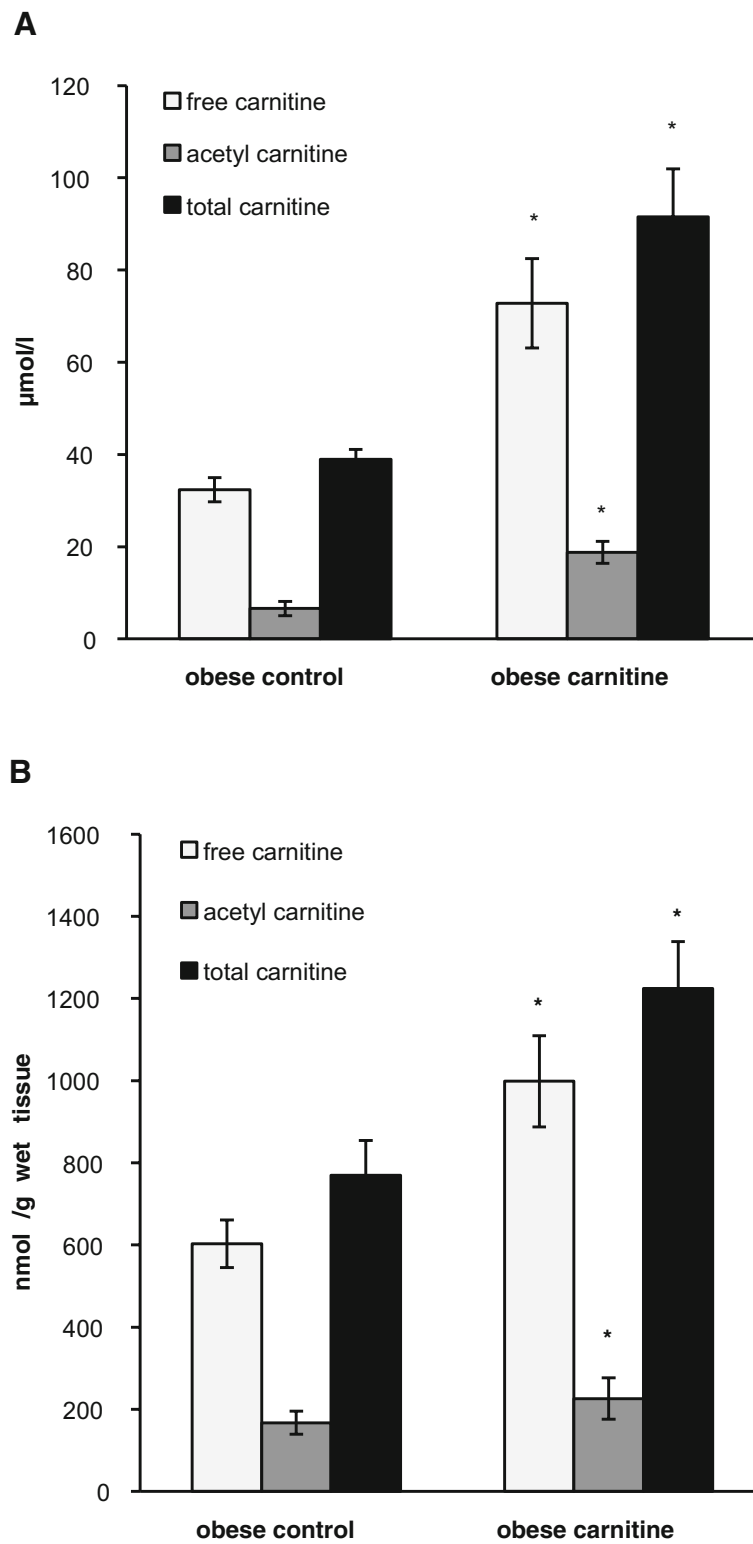 A
120
100
80
60
40
20
0
µmol/l
free carnitine
acetyl carnitine
total carnitine
*
*
*
obese control obese carnitine
B
1600
1400
1200
1000
800
600
400
200
0
nmol /g wet tissue
free carnitine
acetyl carnitine
total carnitine
*
*
*
obese control obese carnitine